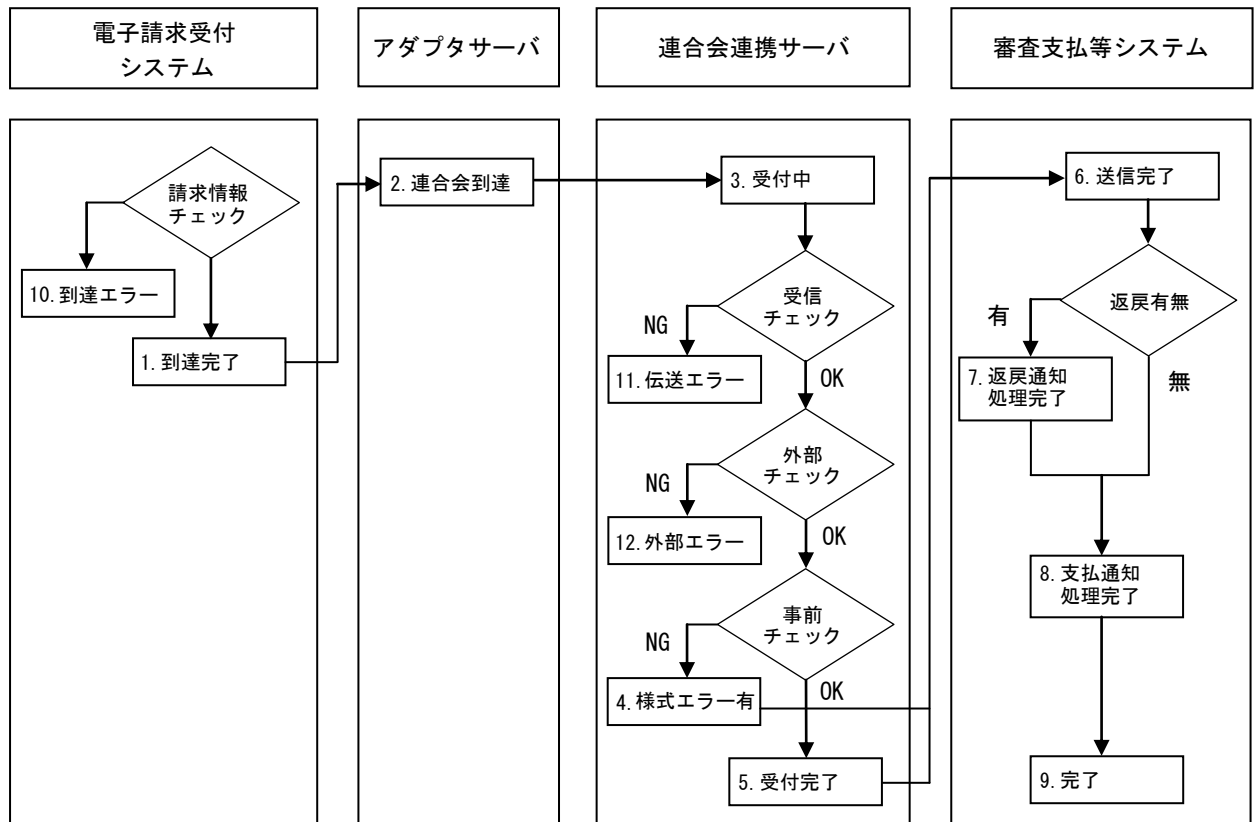 電子請求受付
システム
アダプタサーバ
連合会連携サーバ
審査支払等システム
請求情報
チェック
10.到達エラー
1.到達完了
2.連合会到達
3.受付中
受信
チェック
NG
OK
11.伝送エラー
外部
チェック
NG
OK
12.外部エラー
事前
チェック
NG
OK
4.様式エラー有
5.受付完了
6.送信完了
返戻有無
有
無
7.返戻通知
処理完了
8.支払通知
処理完了
9.完了